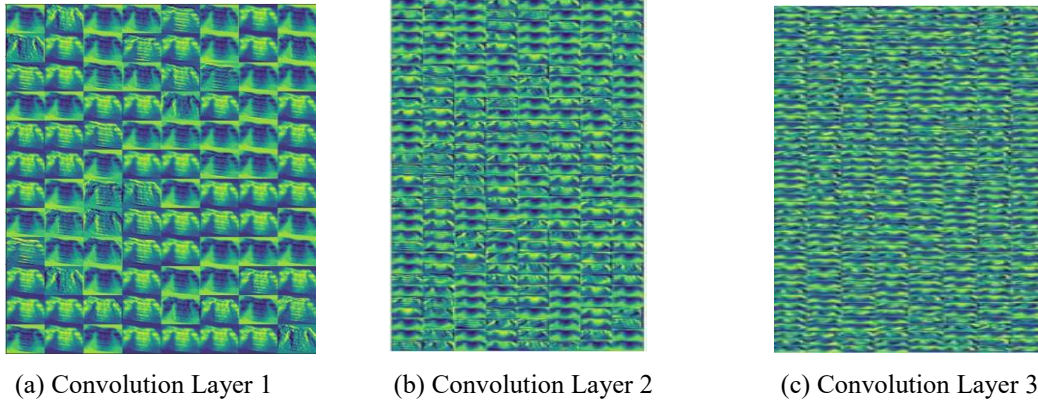 (a) Convolution Layer 1
(b) Convolution Layer 2
(c) Convolution Layer 3